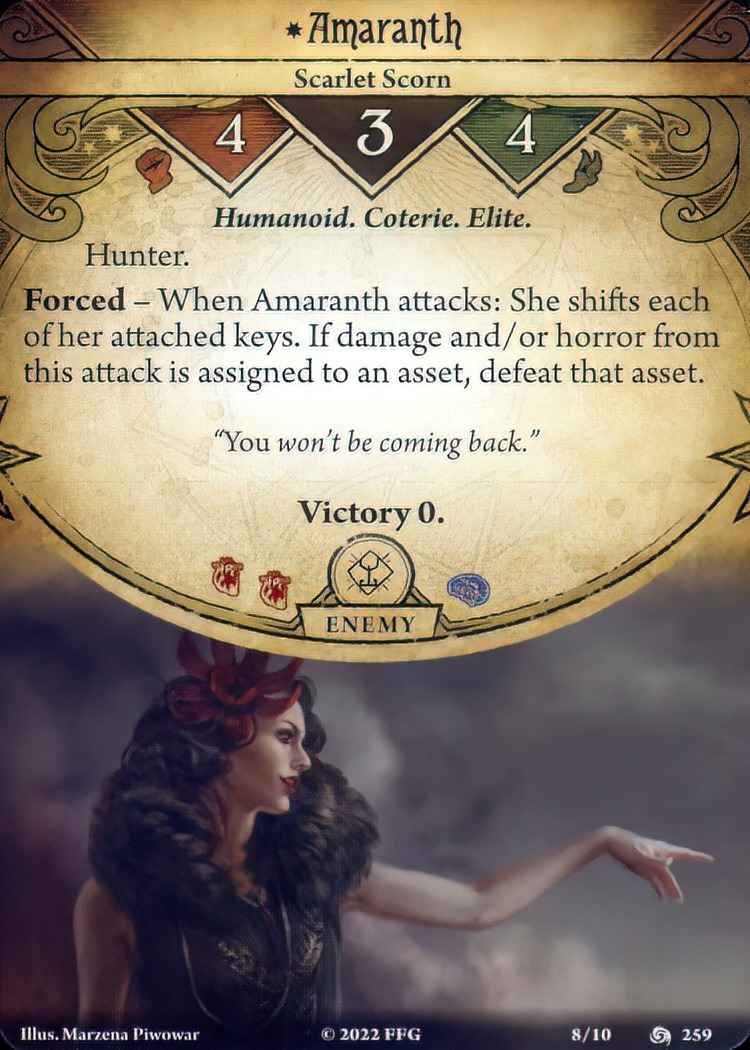 Amaranth
Scarlet Scorn
4 3 4
Humanoid. Coterie. Elite.
Hunter.
Forced – When Amaranth attacks: She shifts each
of her attached keys. If damage and/or horror from
this attack is assigned to an asset, defeat that asset.
“You won’t be coming back.”
Victory 0.
ENEMY
Illus. Marzena Piwowar © 2022 FFG 8/10 259